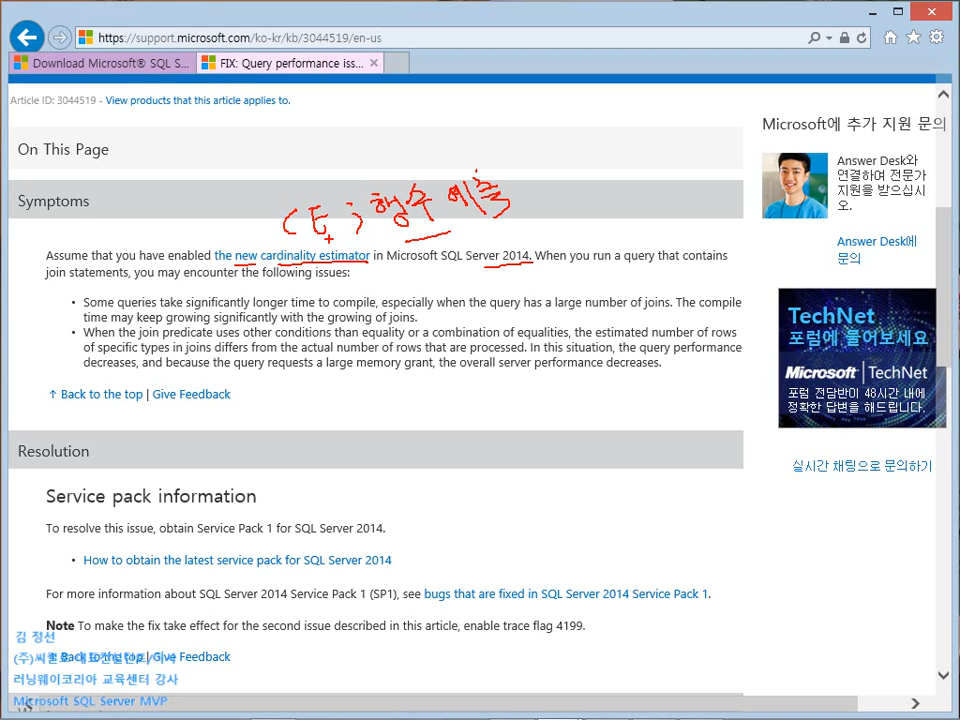 https://support.microsoft.com/ko-kr/kb/3044519/en-us
Download Microsoft® SQL S...
FIX: Query performance iss...
Article ID: 3044519 - View products that this article applies to.
On This Page
Symptoms
CE ; 행수 예측
Assume that you have enabled the new cardinality estimator in Microsoft SQL Server 2014. When you run a query that contains
join statements, you may encounter the following issues:
• Some queries take significantly longer time to compile, especially when the query has a large number of joins. The compile
time may keep growing significantly with the growing of joins.
• When the join predicate uses other conditions than equality or a combination of equalities, the estimated number of rows
of specific types in joins differs from the actual number of rows that are processed. In this situation, the query performance
decreases, and because the query requests a large memory grant, the overall server performance decreases.
↑ Back to the top | Give Feedback
Resolution
Service pack information
To resolve this issue, obtain Service Pack 1 for SQL Server 2014.
• How to obtain the latest service pack for SQL Server 2014
For more information about SQL Server 2014 Service Pack 1 (SP1), see bugs that are fixed in SQL Server 2014 Service Pack 1.
Note To make the fix take effect for the second issue described in this article, enable trace flag 4199.
Back to the top | Give Feedback
김 정선
(주)씨퀄로
러닝웨이코리아 교육센터 강사
Microsoft SQL Server MVP
Microsoft에 추가 지원 문의
Answer Desk와
연결하여 전문가
지원을 받으십시
오.
Answer Desk에
문의
TechNet
포럼에 물어보세요
Microsoft | TechNet
포럼 전담반이 48시간 내에
정확한 답변을 해드립니다.
실시간 채팅으로 문의하기